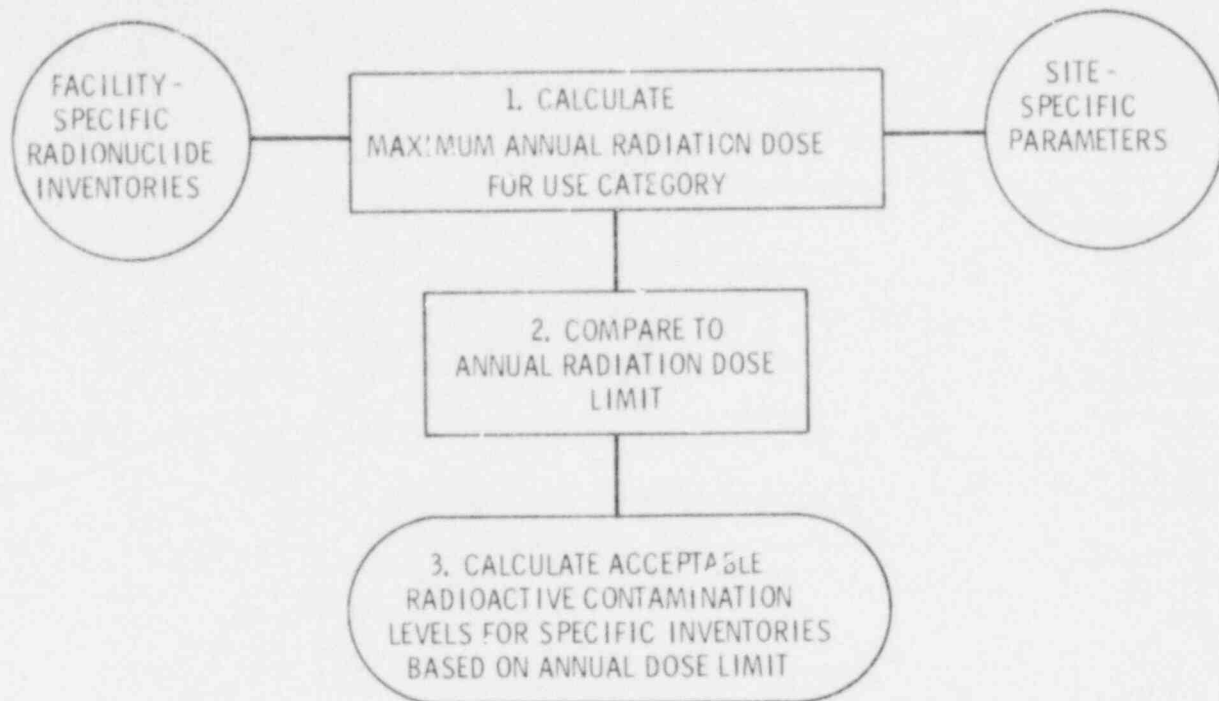 FACILITY-
SPECIFIC
RADIONUCLIDE
INVENTORIES
1. CALCULATE
MAXIMUM ANNUAL RADIATION DOSE
FOR USE CATEGORY
SITE-
SPECIFIC
PARAMETERS
2. COMPARE TO
ANNUAL RADIATION DOSE
LIMIT
3. CALCULATE ACCEPTABLE
RADIOACTIVE CONTAMINATION
LEVELS FOR SPECIFIC INVENTORIES
BASED ON ANNUAL DOSE LIMIT